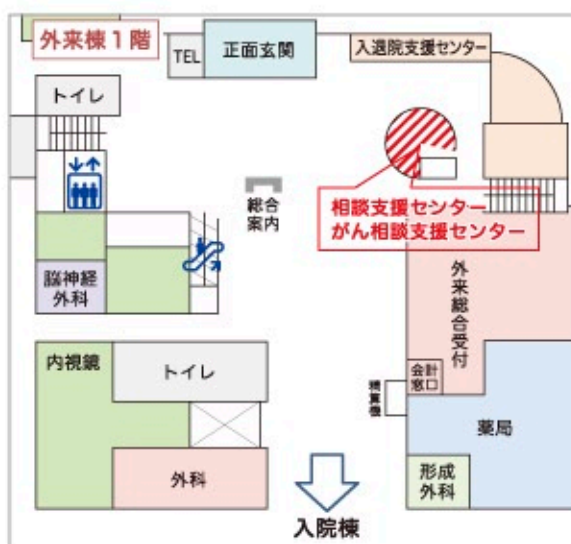 外来棟1階
TEL
正面玄関
入退院支援センター
トイレ
総合
案内
相談支援センター
がん相談支援センター
脳神経
外科
外来総合受付
内視鏡
トイレ
会計
窓口
精算機
薬局
外科
形成
外科
入院棟